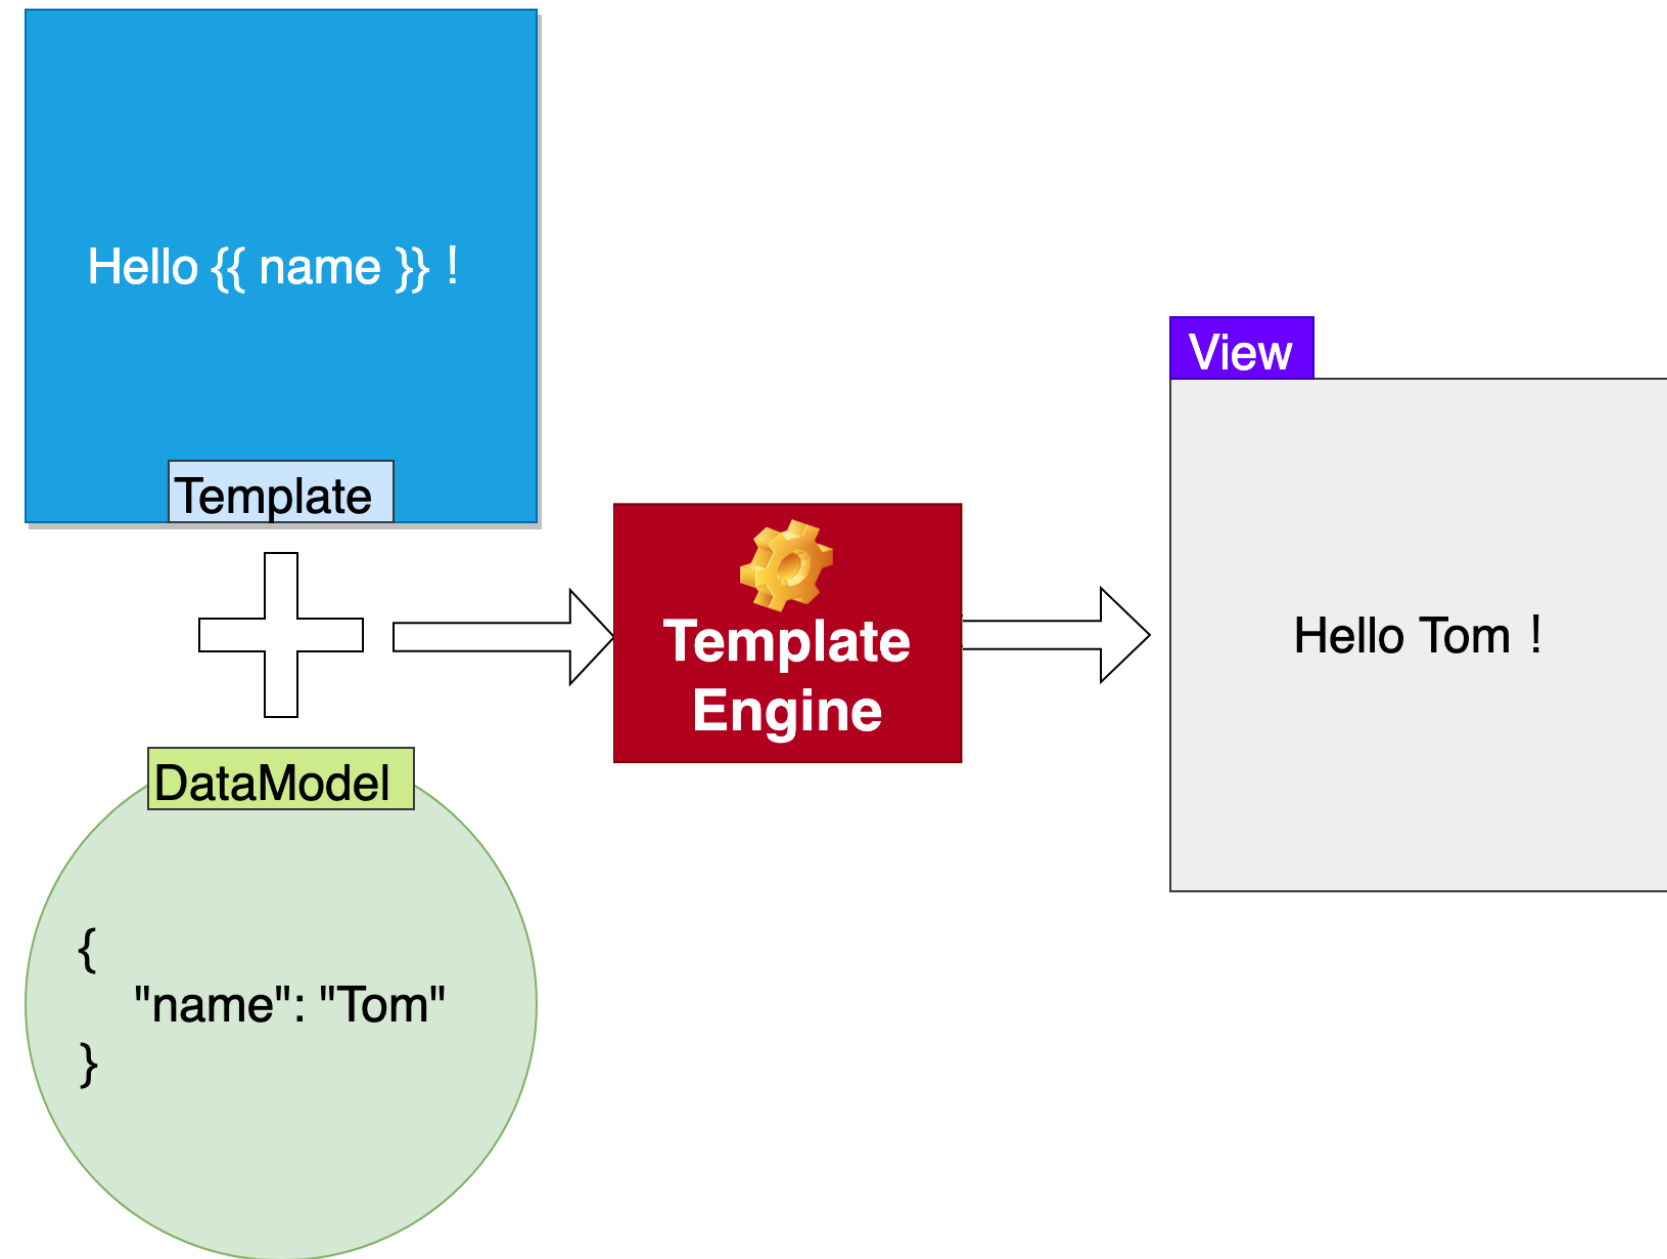 Hello {{ name }} !
Template
DataModel
{
"name": "Tom"
}
Template
Engine
View
Hello Tom !